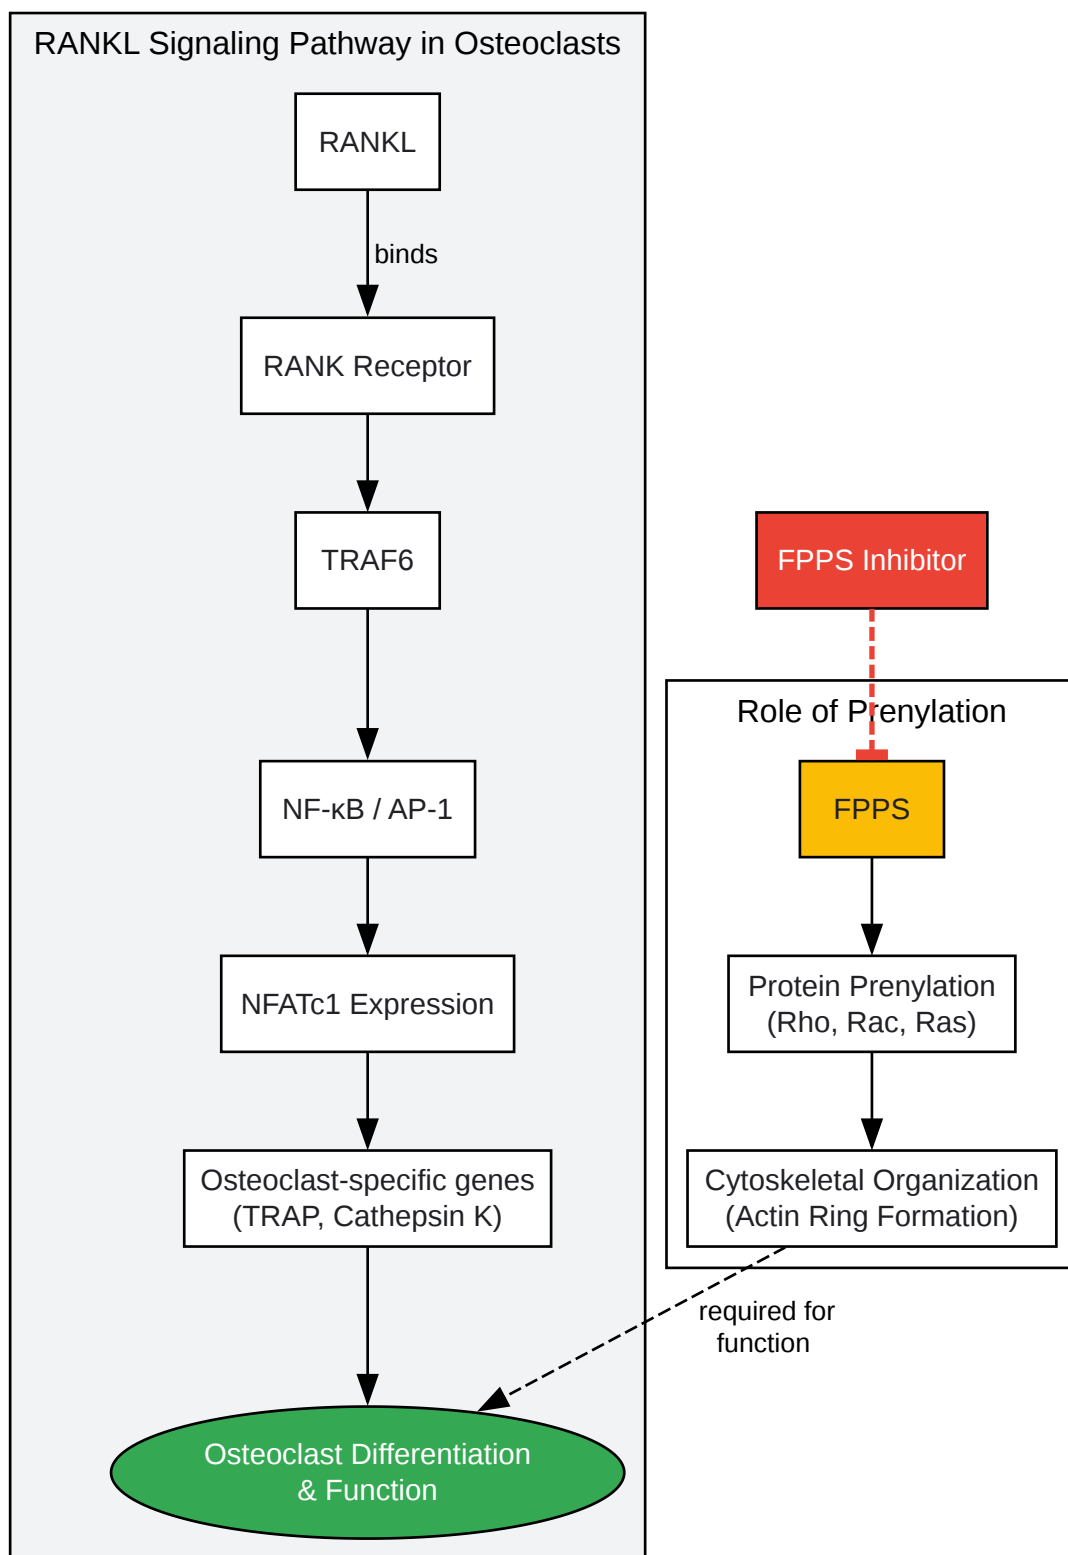 RANKL Signaling Pathway in Osteoclasts
RANKL
binds
RANK Receptor
TRAF6
NF-κB / AP-1
NFATc1 Expression
Osteoclast-specific genes
(TRAP, Cathepsin K)
Osteoclast Differentiation
& Function
FPPS Inhibitor
Role of Prenylation
FPPS
Protein Prenylation
(Rho, Rac, Ras)
Cytoskeletal Organization
(Actin Ring Formation)
required for
function